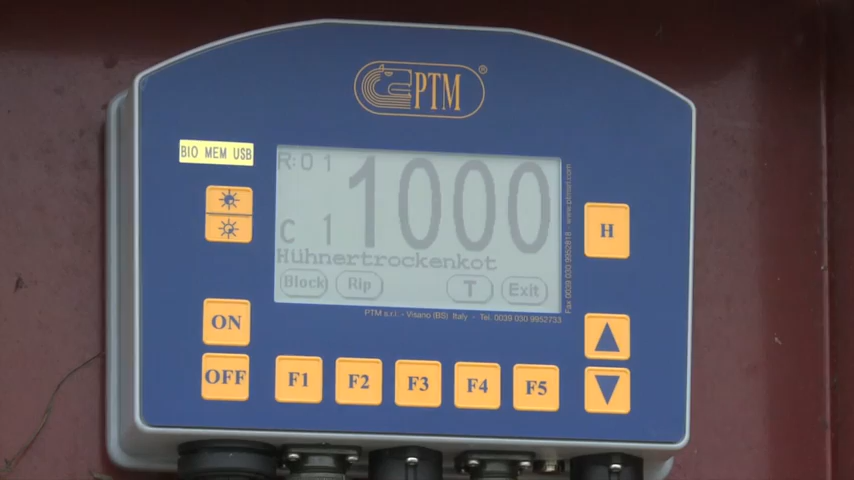 PTM®
BIO MEM USB
R:01
1000
C 1
Hühnertrockenkot
Block Rip T Exit
PTM s.r.l. - Visano (BS) Italy - Tel. 0039 030 9952733
Fax 0039 030 9952818 - www.ptmsrl.com
H
ON
OFF
F1 F2 F3 F4 F5